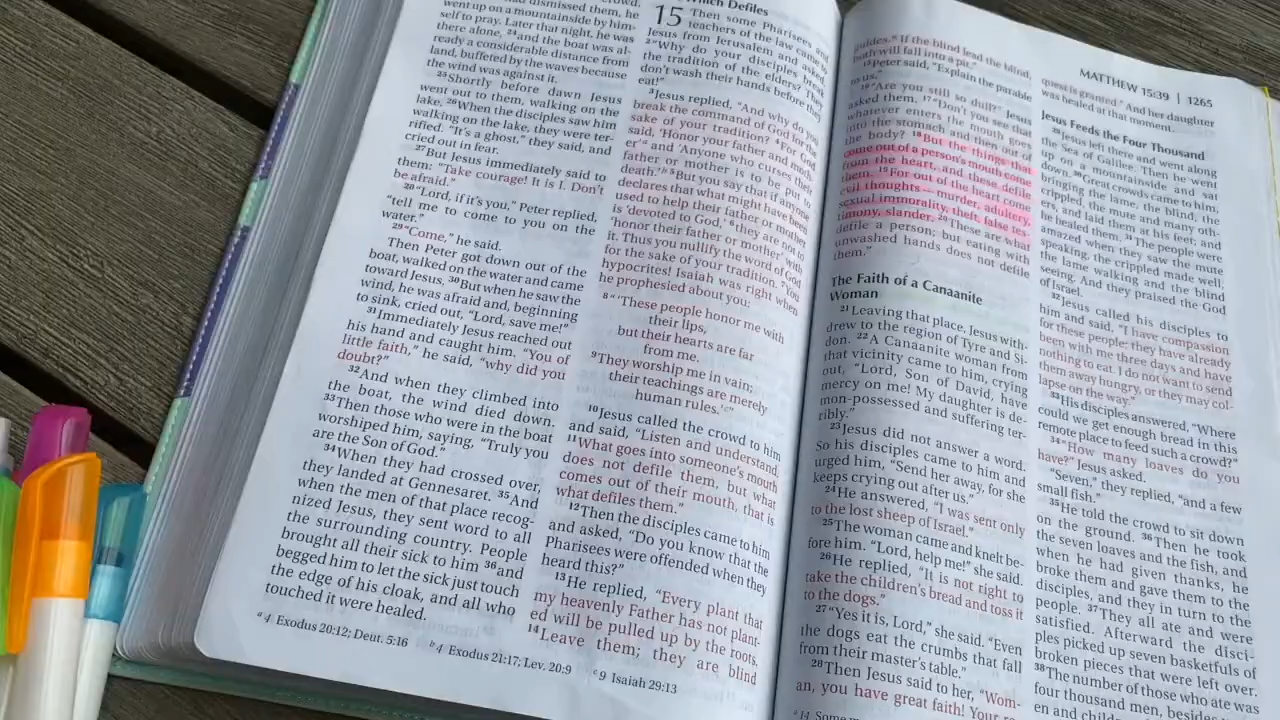 had dismissed them, he
went up on a mountainside by him-
self to pray. Later that night, he was
there alone, 24and the boat was al-
ready a considerable distance from
land, buffeted by the waves because
the wind was against it.
25Shortly before dawn Jesus
went out to them, walking on the
lake. 26When the disciples saw him
walking on the lake, they were ter-
rified. "It's a ghost," they said, and
cried out in fear.
27But Jesus immediately said to
them: "Take courage! It is I. Don't
be afraid."
28"Lord, if it's you," Peter replied,
"tell me to come to you on the
water."
29"Come," he said.
Then Peter got down out of the
boat, walked on the water and came
toward Jesus. 30But when he saw the
wind, he was afraid and, beginning
to sink, cried out, "Lord, save me!"
31Immediately Jesus reached out
his hand and caught him. "You of
little faith," he said, "why did you
doubt?"
32And when they climbed into
the boat, the wind died down.
33Then those who were in the boat
worshiped him, saying, "Truly you
are the Son of God."
34When they had crossed over,
they landed at Gennesaret. 35And
when the men of that place recog-
nized Jesus, they sent word to all
the surrounding country. People
brought all their sick to him 36and
begged him to let the sick just touch
the edge of his cloak, and all who
touched it were healed.
Which Defiles
15 Then some Pharisees and
teachers of the law came to
Jesus from Jerusalem and asked,
2"Why do your disciples break
the tradition of the elders? They
don't wash their hands before they
eat!"
3Jesus replied, "And why do you
break the command of God for the
sake of your tradition? 4For God
said, 'Honor your father and moth-
er'a and 'Anyone who curses their
father or mother is to be put to
death.'b 5But you say that if anyone
declares that what might have been
used to help their father or mother
is 'devoted to God,' 6they are not to
'honor their father or mother' with
it. Thus you nullify the word of God
for the sake of your tradition. 7You
hypocrites! Isaiah was right when
he prophesied about you:
8"'These people honor me with
their lips,
but their hearts are far
from me.
9They worship me in vain;
their teachings are merely
human rules.'c"
10Jesus called the crowd to him
and said, "Listen and understand.
11What goes into someone's mouth
does not defile them, but what
comes out of their mouth, that is
what defiles them."
12Then the disciples came to him
and asked, "Do you know that the
Pharisees were offended when they
heard this?"
13He replied, "Every plant that
my heavenly Father has not plant-
ed will be pulled up by the roots.
14Leave them; they are blind
a4 Exodus 20:12; Deut. 5:16 b4 Exodus 21:17; Lev. 20:9 c9 Isaiah 29:13
MATTHEW 15:39 | 1265
guides. If the blind lead the blind,
both will fall into a pit."
15Peter said, "Explain the parable
to us."
16"Are you still so dull?" Jesus
asked them. 17"Don't you see that
whatever enters the mouth goes
into the stomach and then out of
the body? 18But the things that
come out of a person's mouth come
from the heart, and these defile
them. 19For out of the heart come
evil thoughts—murder, adultery,
sexual immorality, theft, false tes-
timony, slander. 20These are what
defile a person; but eating with
unwashed hands does not defile
them."
The Faith of a Canaanite
Woman
21Leaving that place, Jesus with-
drew to the region of Tyre and Si-
don. 22A Canaanite woman from
that vicinity came to him, crying
out, "Lord, Son of David, have
mercy on me! My daughter is de-
mon-possessed and suffering ter-
ribly."
23Jesus did not answer a word.
So his disciples came to him and
urged him, "Send her away, for she
keeps crying out after us."
24He answered, "I was sent only
to the lost sheep of Israel."
25The woman came and knelt be-
fore him. "Lord, help me!" she said.
26He replied, "It is not right to
take the children's bread and toss it
to the dogs."
27"Yes it is, Lord," she said. "Even
the dogs eat the crumbs that fall
from their master's table."
28Then Jesus said to her, "Wom-
an, you have great faith! Your re-
a14 Some
quest is granted." And her daughter
was healed at that moment.
Jesus Feeds the Four Thousand
29Jesus left there and went along
the Sea of Galilee. Then he went
up on a mountainside and sat
down. 30Great crowds came to him,
bringing the lame, the blind, the
crippled, the mute and many oth-
ers, and laid them at his feet; and
he healed them. 31The people were
amazed when they saw the mute
speaking, the crippled made well,
the lame walking and the blind
seeing. And they praised the God
of Israel.
32Jesus called his disciples to
him and said, "I have compassion
for these people; they have already
been with me three days and have
nothing to eat. I do not want to send
them away hungry, or they may col-
lapse on the way."
33His disciples answered, "Where
could we get enough bread in this
remote place to feed such a crowd?"
34"How many loaves do you
have?" Jesus asked.
"Seven," they replied, "and a few
small fish."
35He told the crowd to sit down
on the ground. 36Then he took
the seven loaves and the fish, and
when he had given thanks, he
broke them and gave them to the
disciples, and they in turn to the
people. 37They all ate and were
satisfied. Afterward the disci-
ples picked up seven basketfuls of
broken pieces that were left over.
38The number of those who ate was
four thousand men, besides
en and